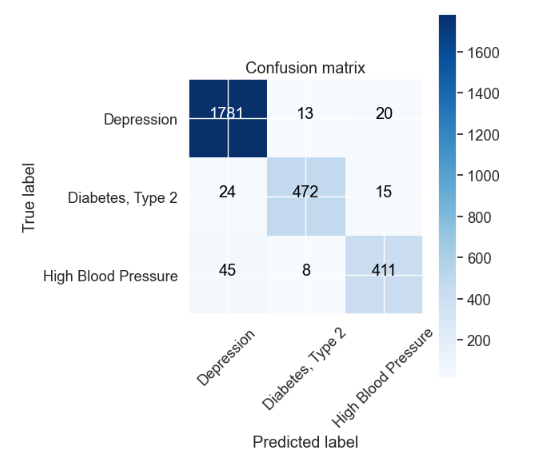 Confusion matrix
True label
Depression
1781 13 20
Diabetes, Type 2
24 472 15
High Blood Pressure
45 8 411
Depression
Diabetes, Type 2
High Blood Pressure
Predicted label
1600
1400
1200
1000
800
600
400
200